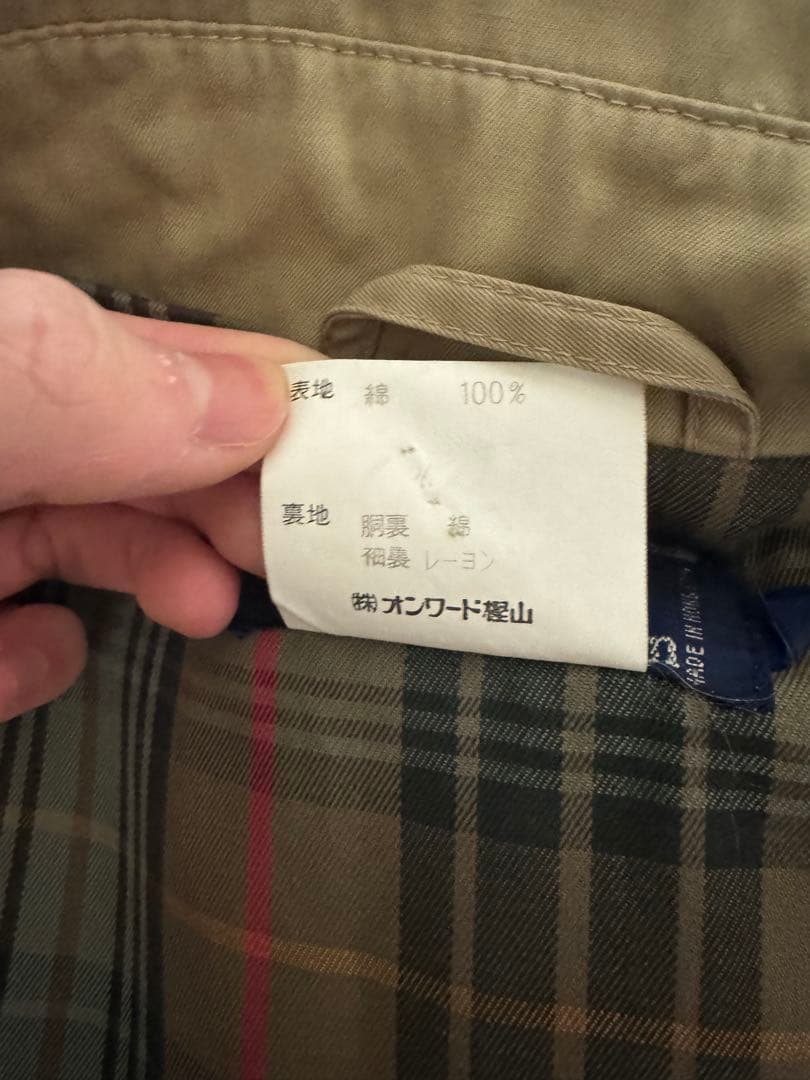 表地 綿 100%
裏地 胴裏 綿
袖裏 レーヨン
㈱オンワード樫山
MADE IN HONG